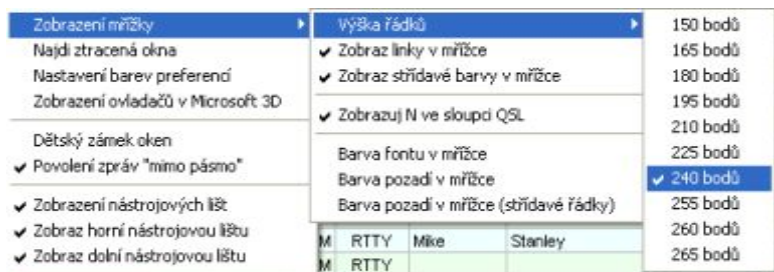 Zobrazení mřížky
Najdi ztracená okna
Nastavení barev preferencí
Zobrazení ovladačů v Microsoft 3D
Dětský zámek oken
Povolení zpráv "mimo pásmo"
Zobrazení nástrojových lišt
Zobraz horní nástrojovou lištu
Zobraz dolní nástrojovou lištu
Výška řádků
Zobraz linky v mřížce
Zobraz střídavé barvy v mřížce
Zobrazuj N ve sloupci QSL
Barva fontu v mřížce
Barva pozadí v mřížce
Barva pozadí v mřížce (střídavé řádky)
150 bodů
165 bodů
180 bodů
195 bodů
210 bodů
225 bodů
240 bodů
255 bodů
260 bodů
265 bodů
M RTTY Mike Stanley
M RTTY